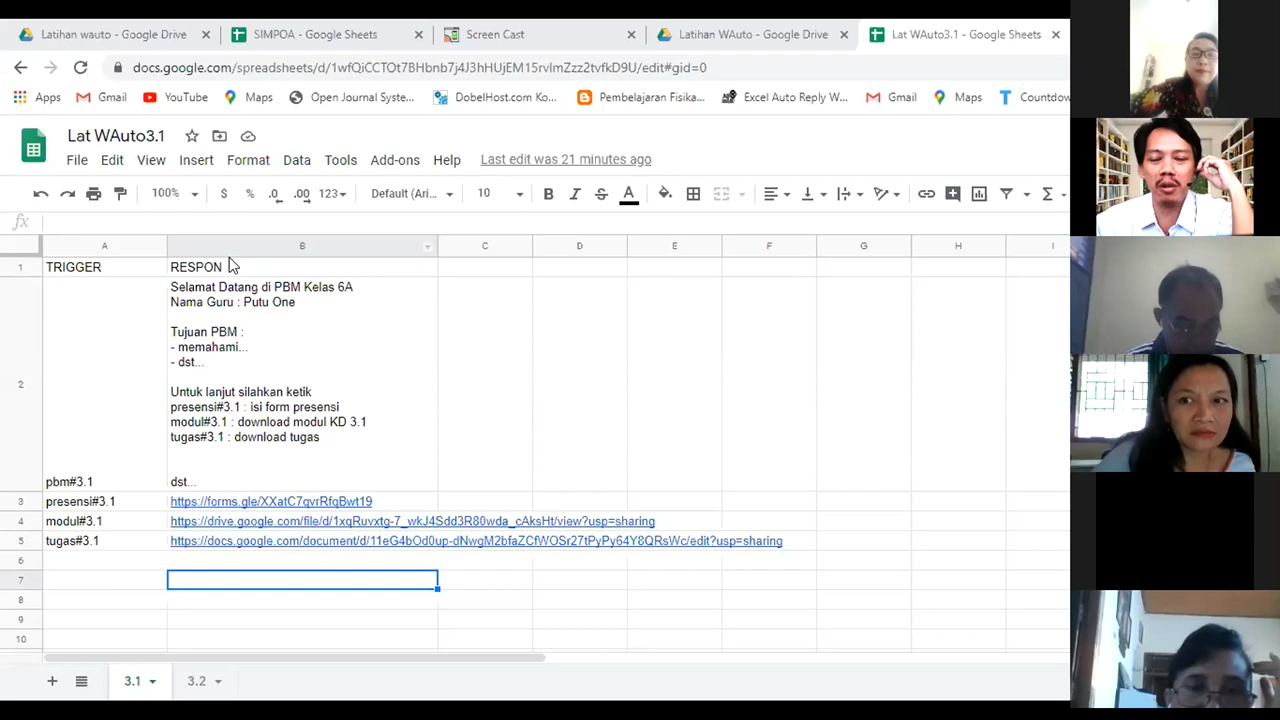 Latihan wauto - Google Drive
SIMPOA - Google Sheets
Screen Cast
Latihan WAuto - Google Drive
Lat WAuto3.1 - Google Sheets
docs.google.com/spreadsheets/d/1wfQiCCTOt7BHbnb7j4J3hHUjEM15rvImZzz2tvfkD9U/edit#gid=0
Apps
Gmail
YouTube
Maps
Open Journal Syste...
DobelHost.com Ko...
Pembelajaran Fisika...
Excel Auto Reply W...
Gmail
Maps
Countdow
Lat WAuto3.1
File Edit View Insert Format Data Tools Add-ons Help Last edit was 21 minutes ago
100% $ % .0 .00 123 Default (Ari... 10 B I S A Σ
fx
A B C D E F G H I
1 TRIGGER RESPON
Selamat Datang di PBM Kelas 6A
Nama Guru : Putu One
Tujuan PBM :
- memahami...
- dst...
2
Untuk lanjut silahkan ketik
presensi#3.1 : isi form presensi
modul#3.1 : download modul KD 3.1
tugas#3.1 : download tugas
pbm#3.1 dst...
3 presensi#3.1 https://forms.gle/XXatC7qvrRfqBwt19
4 modul#3.1 https://drive.google.com/file/d/1xqRuvxtg-7_wkJ4Sdd3R80wda_cAksHt/view?usp=sharing
5 tugas#3.1 https://docs.google.com/document/d/11eG4bOd0up-dNwgM2bfaZCfWOSr27tPyPy64Y8QRsWc/edit?usp=sharing
6
7
8
9
10
3.1 3.2